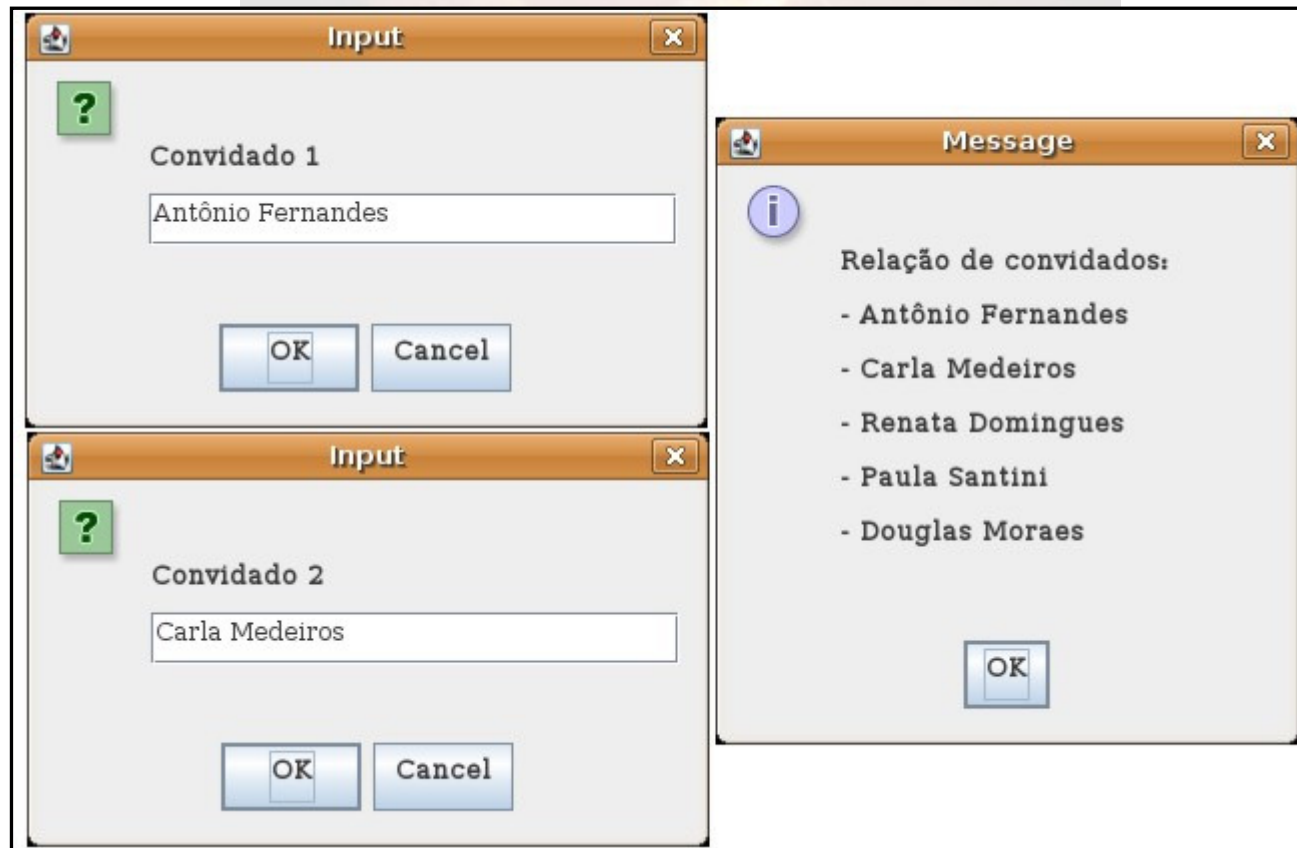 Input
?
Convidado 1
Antônio Fernandes
OK
Cancel
Input
?
Convidado 2
Carla Medeiros
OK
Cancel
Message
i
Relação de convidados:
- Antônio Fernandes
- Carla Medeiros
- Renata Domingues
- Paula Santini
- Douglas Moraes
OK